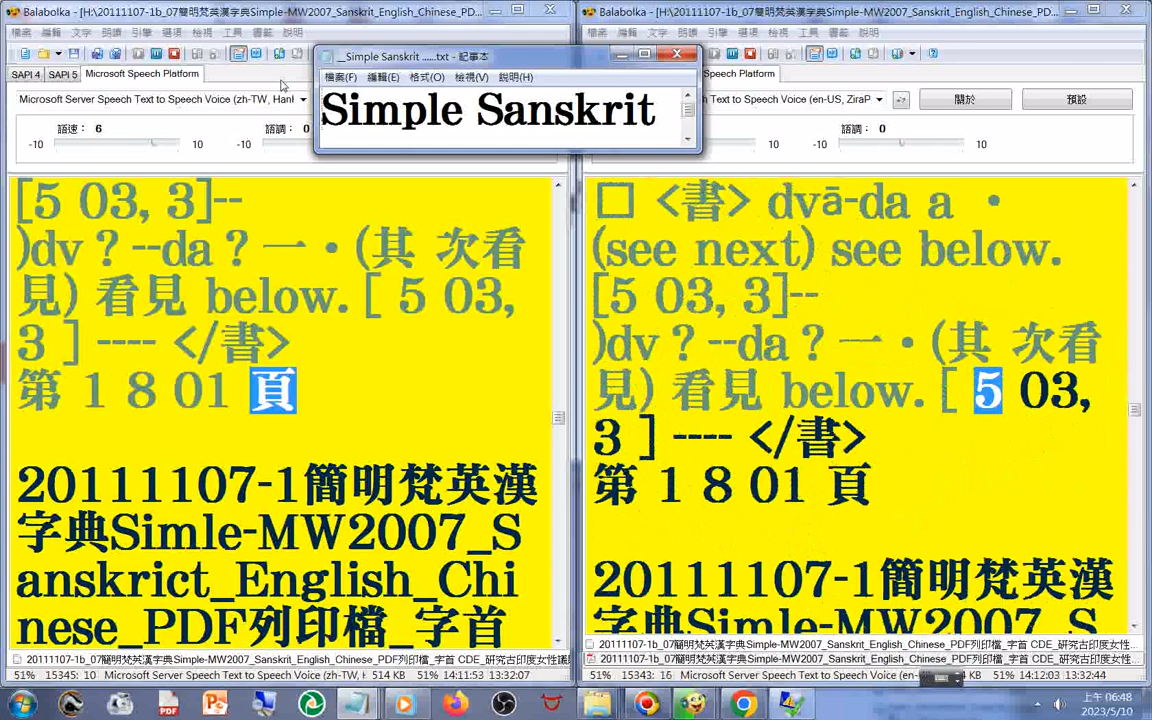 Balabolka - [H:\20111107-1b_07簡明梵英漢字典Simple-MW2007_Sanskrit_English_Chinese_PD...
檔案 編輯 文字 朗讀 引擎 選項 檢視 工具 書籤 說明
SAPI 4 SAPI 5 Microsoft Speech Platform
Microsoft Server Speech Text to Speech Voice (zh-TW, HanH
語速： 6 語調： 0
-10 10 -10
[5 03, 3]--
)dv ? --da ? 一 • (其 次看
見) 看見 below. [ 5 03,
3 ] ---- </書>
第 1 8 01 頁
20111107-1簡明梵英漢
字典Simle-MW2007_S
anskrict_English_Chi
nese_PDF列印檔_字首
20111107-1b_07簡明梵英漢字典Simple-MW2007_Sanskrit_English_Chinese_PDF列印檔_字首 CDE_研究古印度女性議
51% 15345: 10 Microsoft Server Speech Text to Speech Voice (zh-TW, H 514 KB 51% 14:11:53 13:32:07
__Simple Sanskrit ......txt - 記事本
檔案(F) 編輯(E) 格式(O) 檢視(V) 說明(H)
Simple Sanskrit
Balabolka - [H:\20111107-1b_07簡明梵英漢字典Simple-MW2007_Sanskrit_English_Chinese_PD...
Speech Platform
h Text to Speech Voice (en-US, ZiraP
關於 預設
語調： 0
10 -10 10
□ <書> dvā-da a •
(see next) see below.
[5 03, 3]--
)dv ? --da ? 一 • (其 次看
見) 看見 below. [ 5 03,
3 ] ---- </書>
第 1 8 01 頁
20111107-1簡明梵英漢
字典Simle-MW2007_S
20111107-1b_07簡明梵英漢字典Simple-MW2007_Sanskrit_English_Chinese_PDF列印檔_字首 CDE_研究古印度女性...
20111107-1b_07簡明梵英漢字典Simple-MW2007_Sanskrit_English_Chinese_PDF列印檔_字首 CDE_研究古印度女性...
51% 15343: 16 Microsoft Server Speech Text to Speech Voice (en-US, Z KB 51% 14:12:03 13:32:44
上午 06:48
2023/5/10